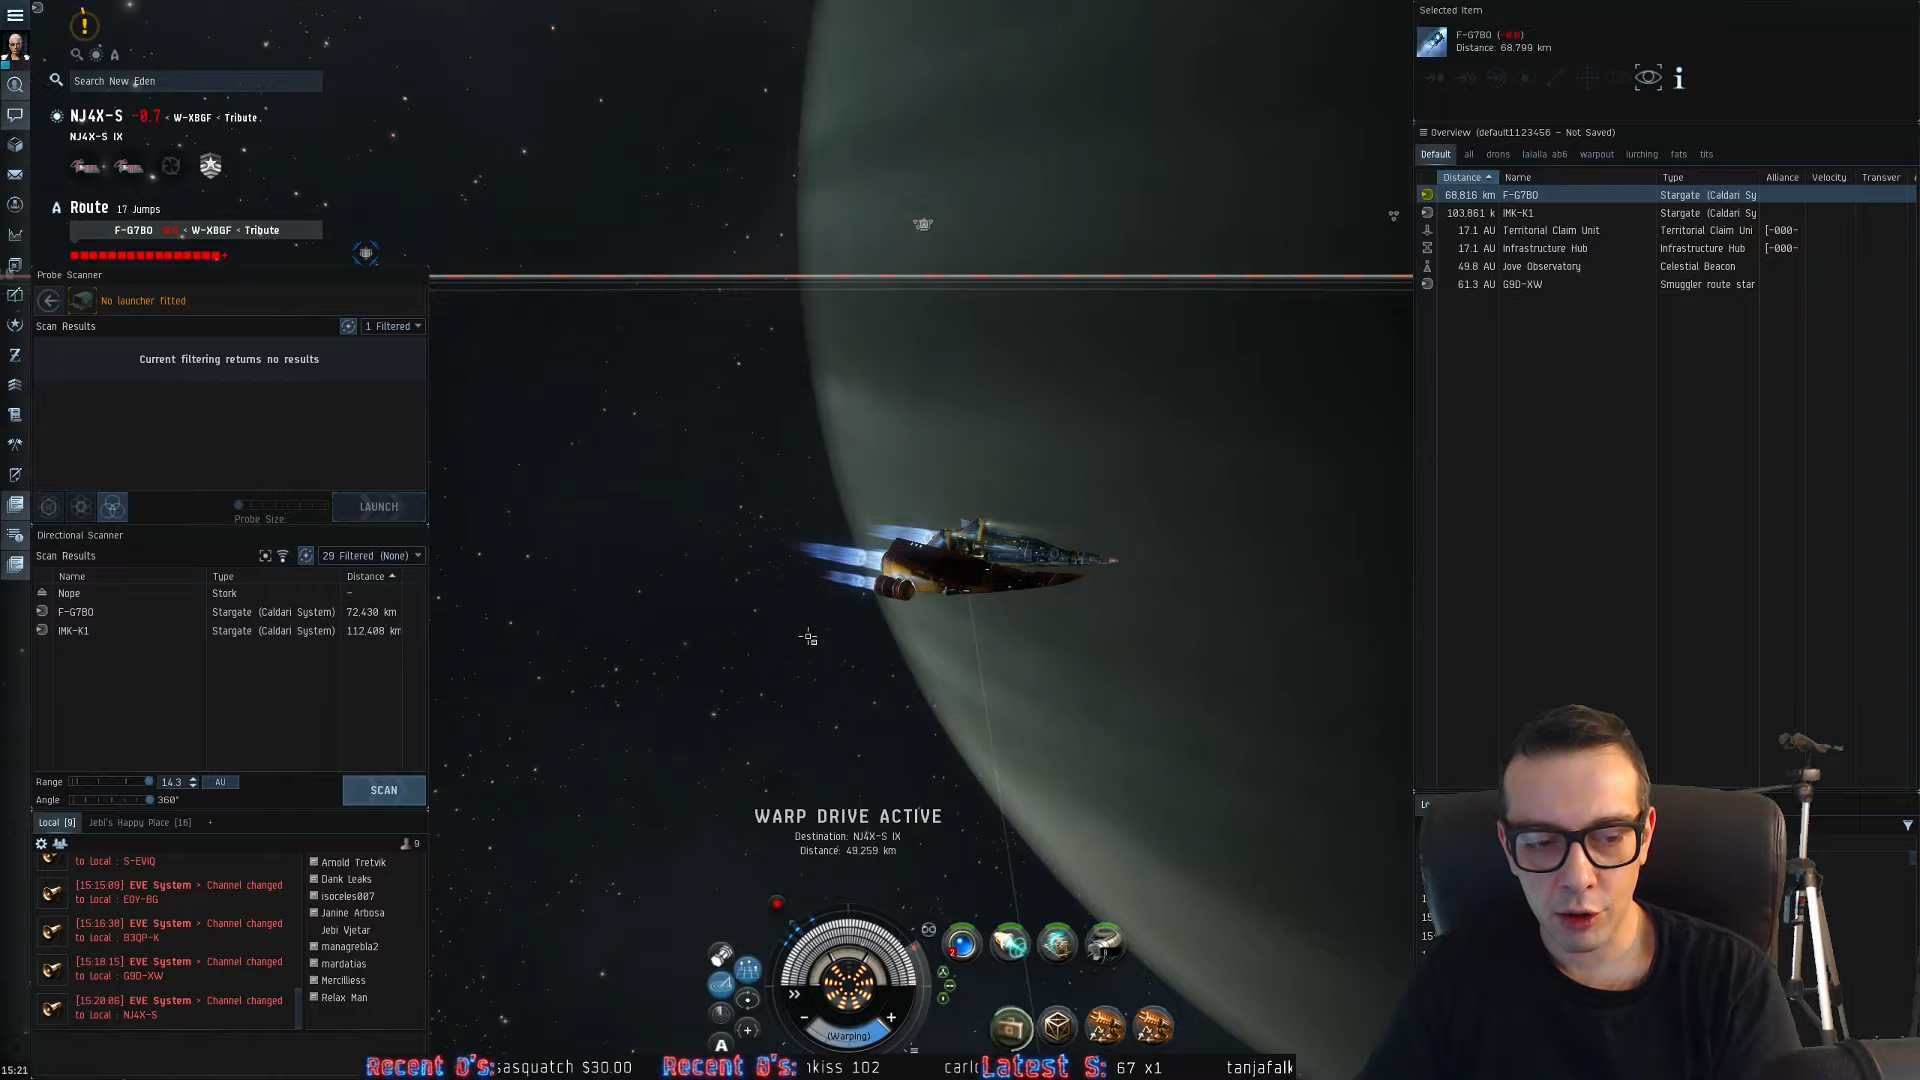 Search New Eden
NJ4X-S -0.7 < W-XBGF < Tribute
NJ4X-S IX
A Route 17 Jumps
F-G7BO < W-XBGF < Tribute
Probe Scanner
No launcher fitted
Scan Results
1 Filtered
Current filtering returns no results
LAUNCH
Probe Size:
Directional Scanner
Scan Results
29 Filtered (None)
Name Type Distance
Nope Stork -
F-G7BO Stargate (Caldari System) 72,430 km
IMK-K1 Stargate (Caldari System) 112,408 km
Range 14.3 AU
Angle 360°
SCAN
Local [9] Jebi's Happy Place [16] +
9
to Local : S-EVIQ
[15:15:09] EVE System > Channel changed
to Local : E0Y-BG
[15:16:38] EVE System > Channel changed
to Local : B3QP-K
[15:18:15] EVE System > Channel changed
to Local : G9D-XW
[15:20:06] EVE System > Channel changed
to Local : NJ4X-S
Arnold Tretvik
Dank Leaks
isoceles007
Janine Arbosa
Jebi Vjetar
managrebla2
mardatias
Mercilliess
Relax Man
15:21
WARP DRIVE ACTIVE
Destination: NJ4X-S IX
Distance: 49,259 km
(Warping)
2
8
A
Recent D's: sasquatch $30.00
Recent B's: kiss 102
Latest S: 67 x1
tanjafalk
Selected Item
F-G7BO (-0.6)
Distance: 68,799 km
Overview (default1123456 - Not Saved)
Default all drons lalalla ab6 warpout lurching fats tits
Distance Name Type Alliance Velocity Transver
68,816 km F-G7BO Stargate (Caldari Sy
103,861 k IMK-K1 Stargate (Caldari Sy
17.1 AU Territorial Claim Unit Territorial Claim Uni [-000-
17.1 AU Infrastructure Hub Infrastructure Hub [-000-
49.8 AU Jove Observatory Celestial Beacon
61.3 AU G9D-XW Smuggler route star